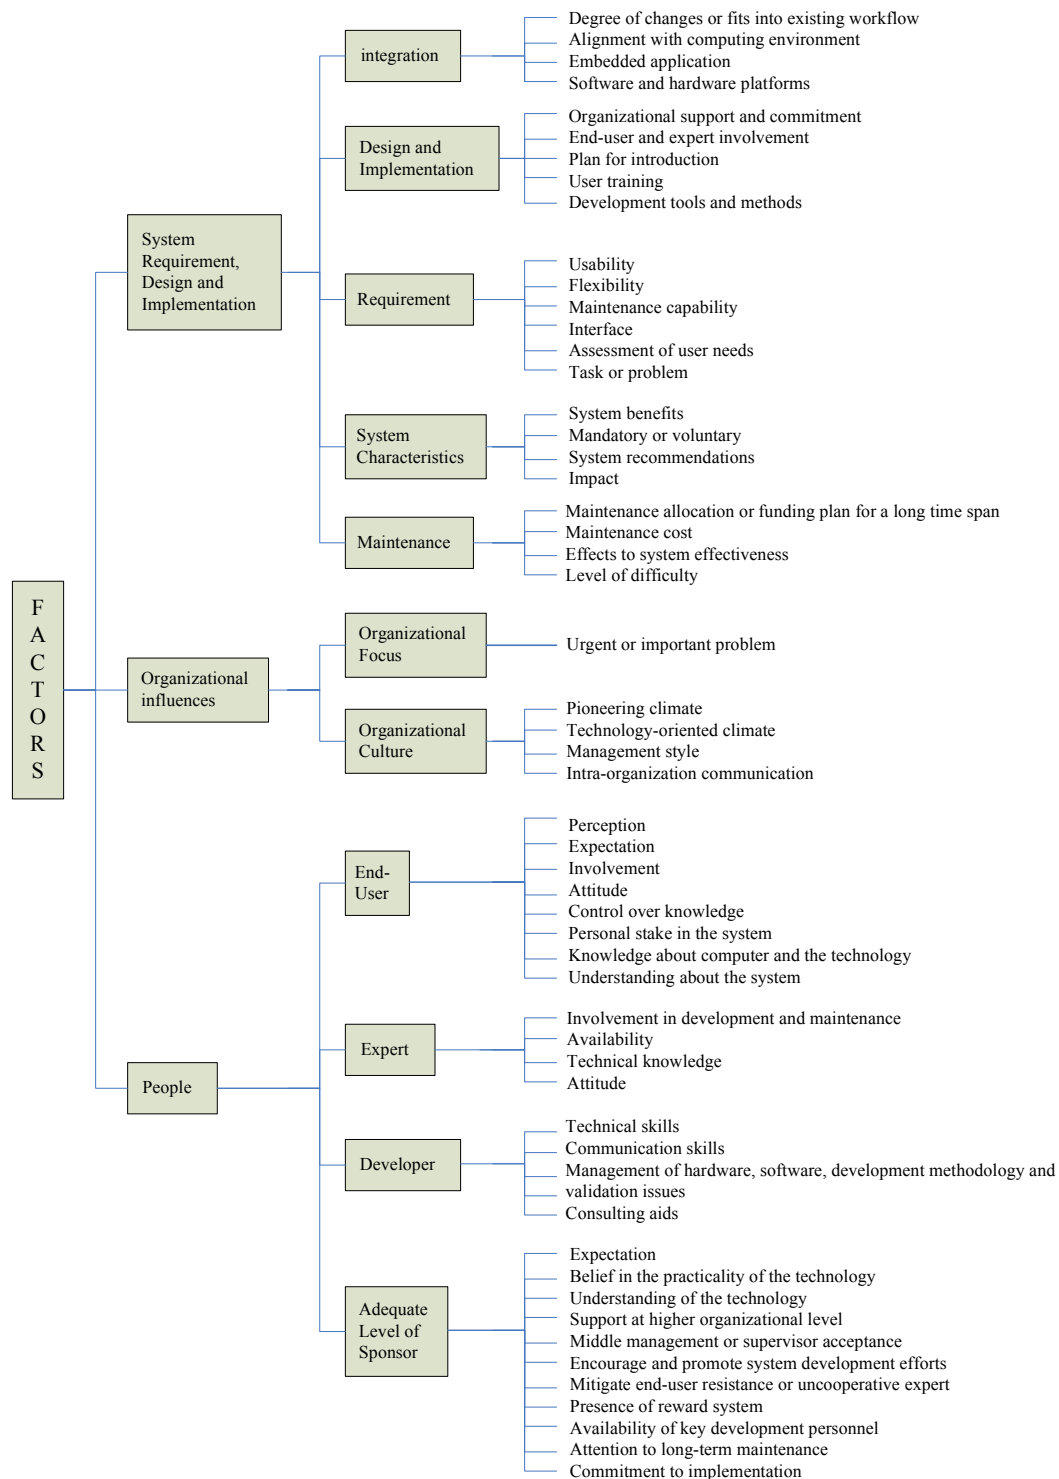 FACTORS
System
Requirement,
Design and
Implementation
integration
Degree of changes or fits into existing workflow
Alignment with computing environment
Embedded application
Software and hardware platforms
Design and
Implementation
Organizational support and commitment
End-user and expert involvement
Plan for introduction
User training
Development tools and methods
Requirement
Usability
Flexibility
Maintenance capability
Interface
Assessment of user needs
Task or problem
System
Characteristics
System benefits
Mandatory or voluntary
System recommendations
Impact
Maintenance
Maintenance allocation or funding plan for a long time span
Maintenance cost
Effects to system effectiveness
Level of difficulty
Organizational
influences
Organizational
Focus
Urgent or important problem
Organizational
Culture
Pioneering climate
Technology-oriented climate
Management style
Intra-organization communication
People
End-
User
Perception
Expectation
Involvement
Attitude
Control over knowledge
Personal stake in the system
Knowledge about computer and the technology
Understanding about the system
Expert
Involvement in development and maintenance
Availability
Technical knowledge
Attitude
Developer
Technical skills
Communication skills
Management of hardware, software, development methodology and
validation issues
Consulting aids
Adequate
Level of
Sponsor
Expectation
Belief in the practicality of the technology
Understanding of the technology
Support at higher organizational level
Middle management or supervisor acceptance
Encourage and promote system development efforts
Mitigate end-user resistance or uncooperative expert
Presence of reward system
Availability of key development personnel
Attention to long-term maintenance
Commitment to implementation